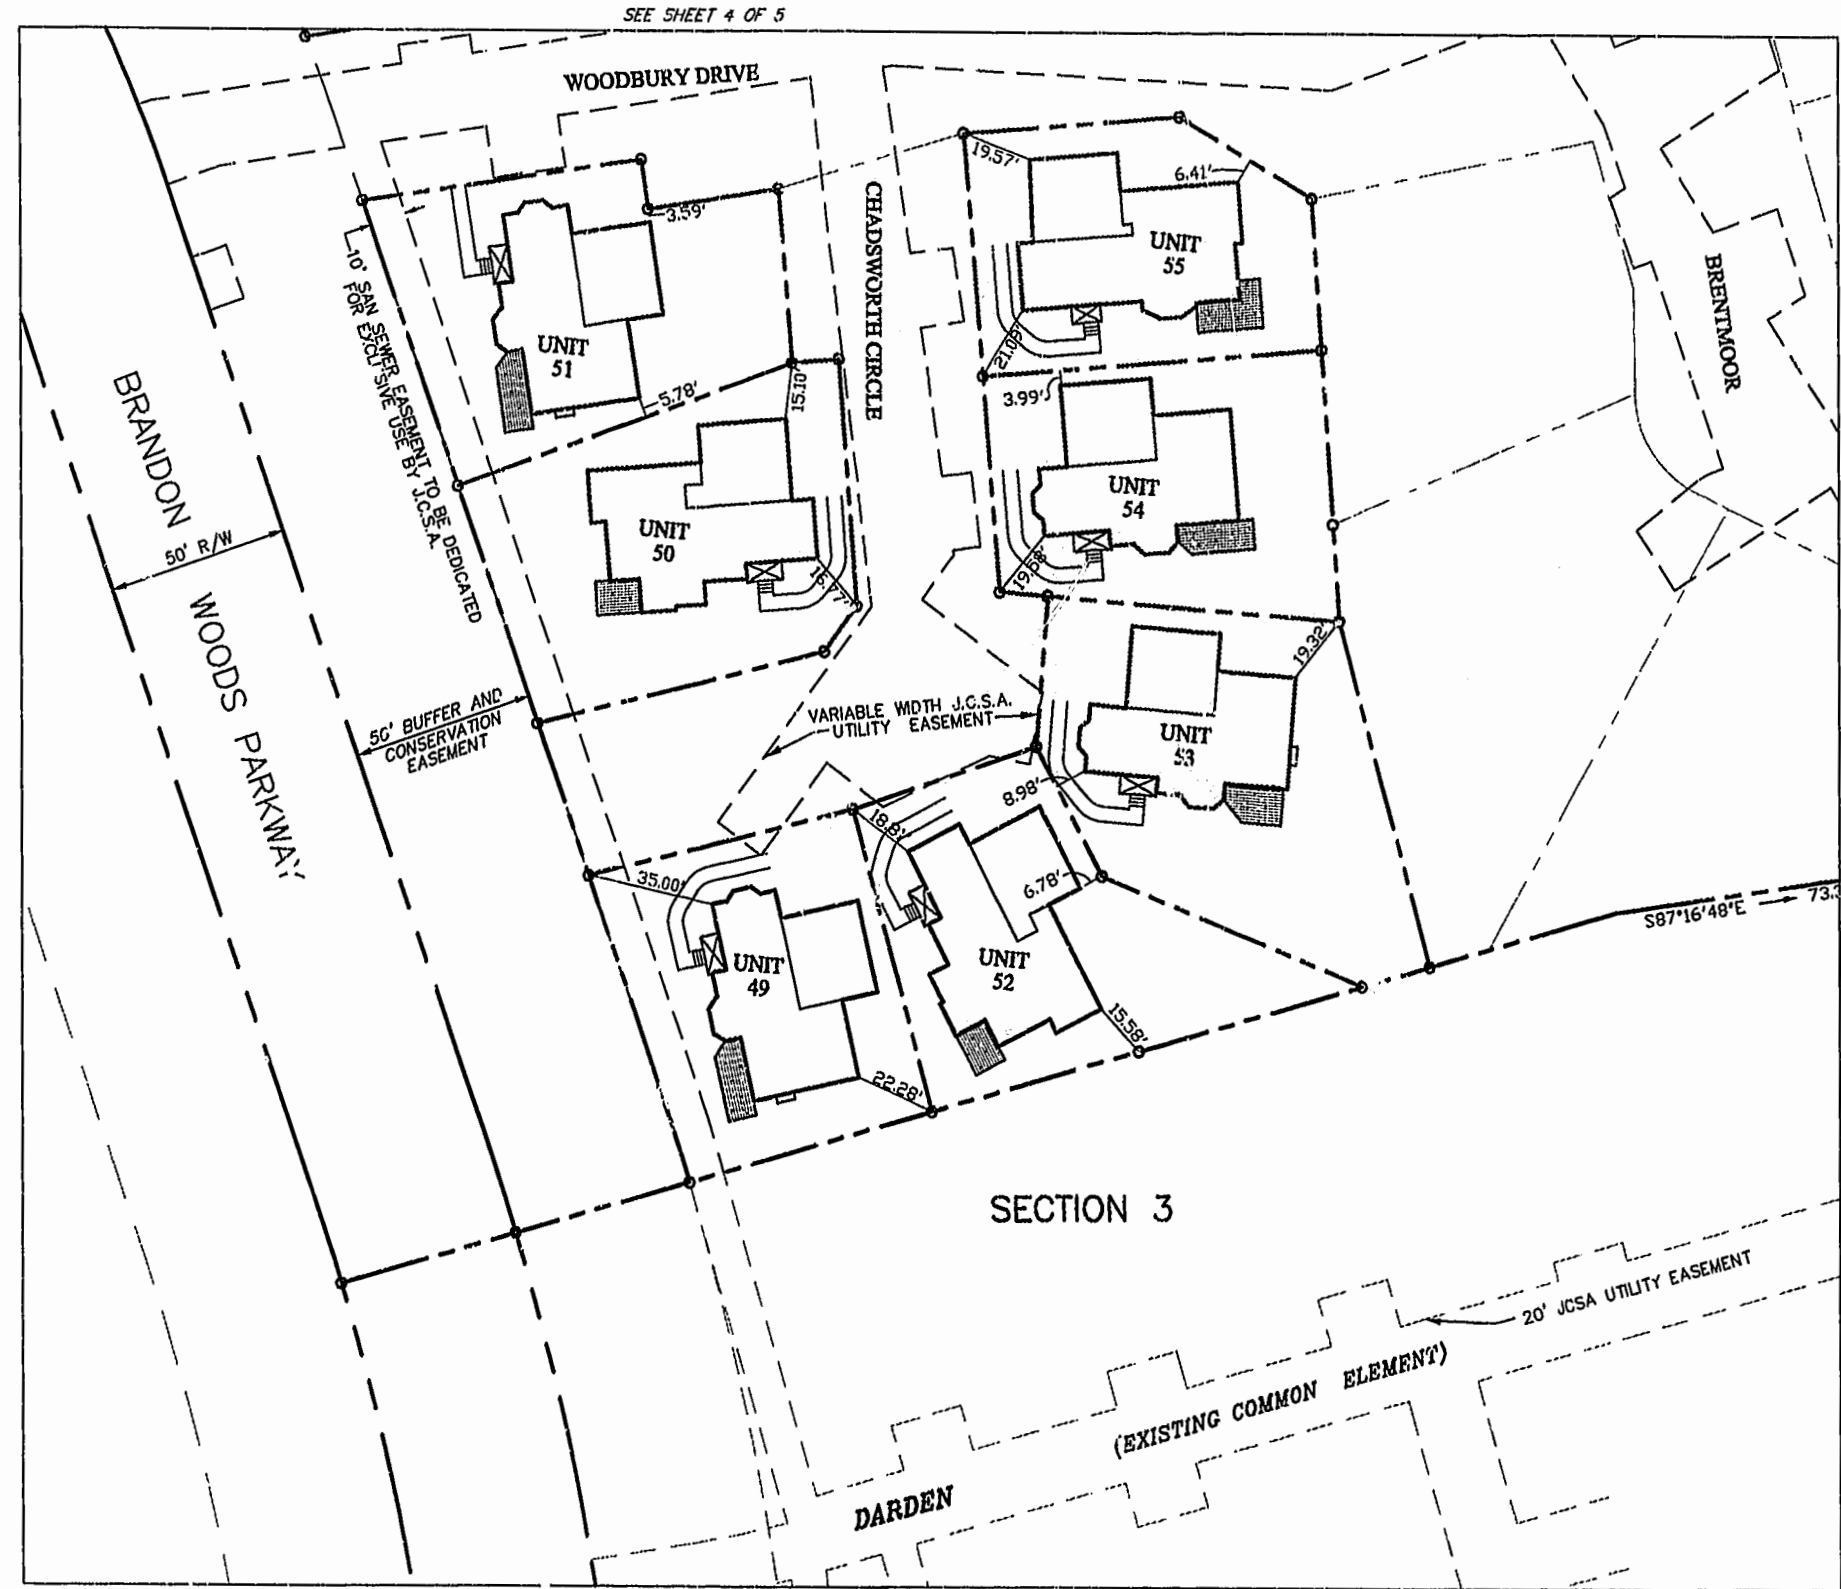 SEE SHEET 4 OF 5
WOODBURY DRIVE
CHADSWORTH CIRCLE
BRENTMOOR
19.57'
6.41'
UNIT
55
21.09'
3.59'
10' SAN SEWER EASEMENT TO BE DEDICATED
FOR EXCLUSIVE USE BY J.C.S.A.
UNIT
51
5.78'
15.10'
3.99'
UNIT
54
19.68'
UNIT
50
BRANDON WOODS PARKWAY
50' R/W
50' BUFFER AND
CONSERVATION
EASEMENT
VARIABLE WIDTH J.C.S.A.
UTILITY EASEMENT
19.32'
UNIT
53
8.98'
18.8'
6.78'
35.00'
UNIT
49
UNIT
52
15.58'
22.28'
S87°16'48"E
SECTION 3
20' JCSA UTILITY EASEMENT
DARDEN
(EXISTING COMMON ELEMENT)